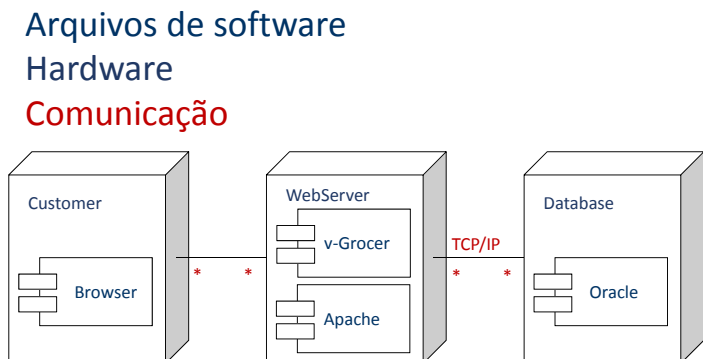 Arquivos de software
Hardware
Comunicação
Customer
Browser
WebServer
v-Grocer
Apache
TCP/IP
* * * *
Database
Oracle